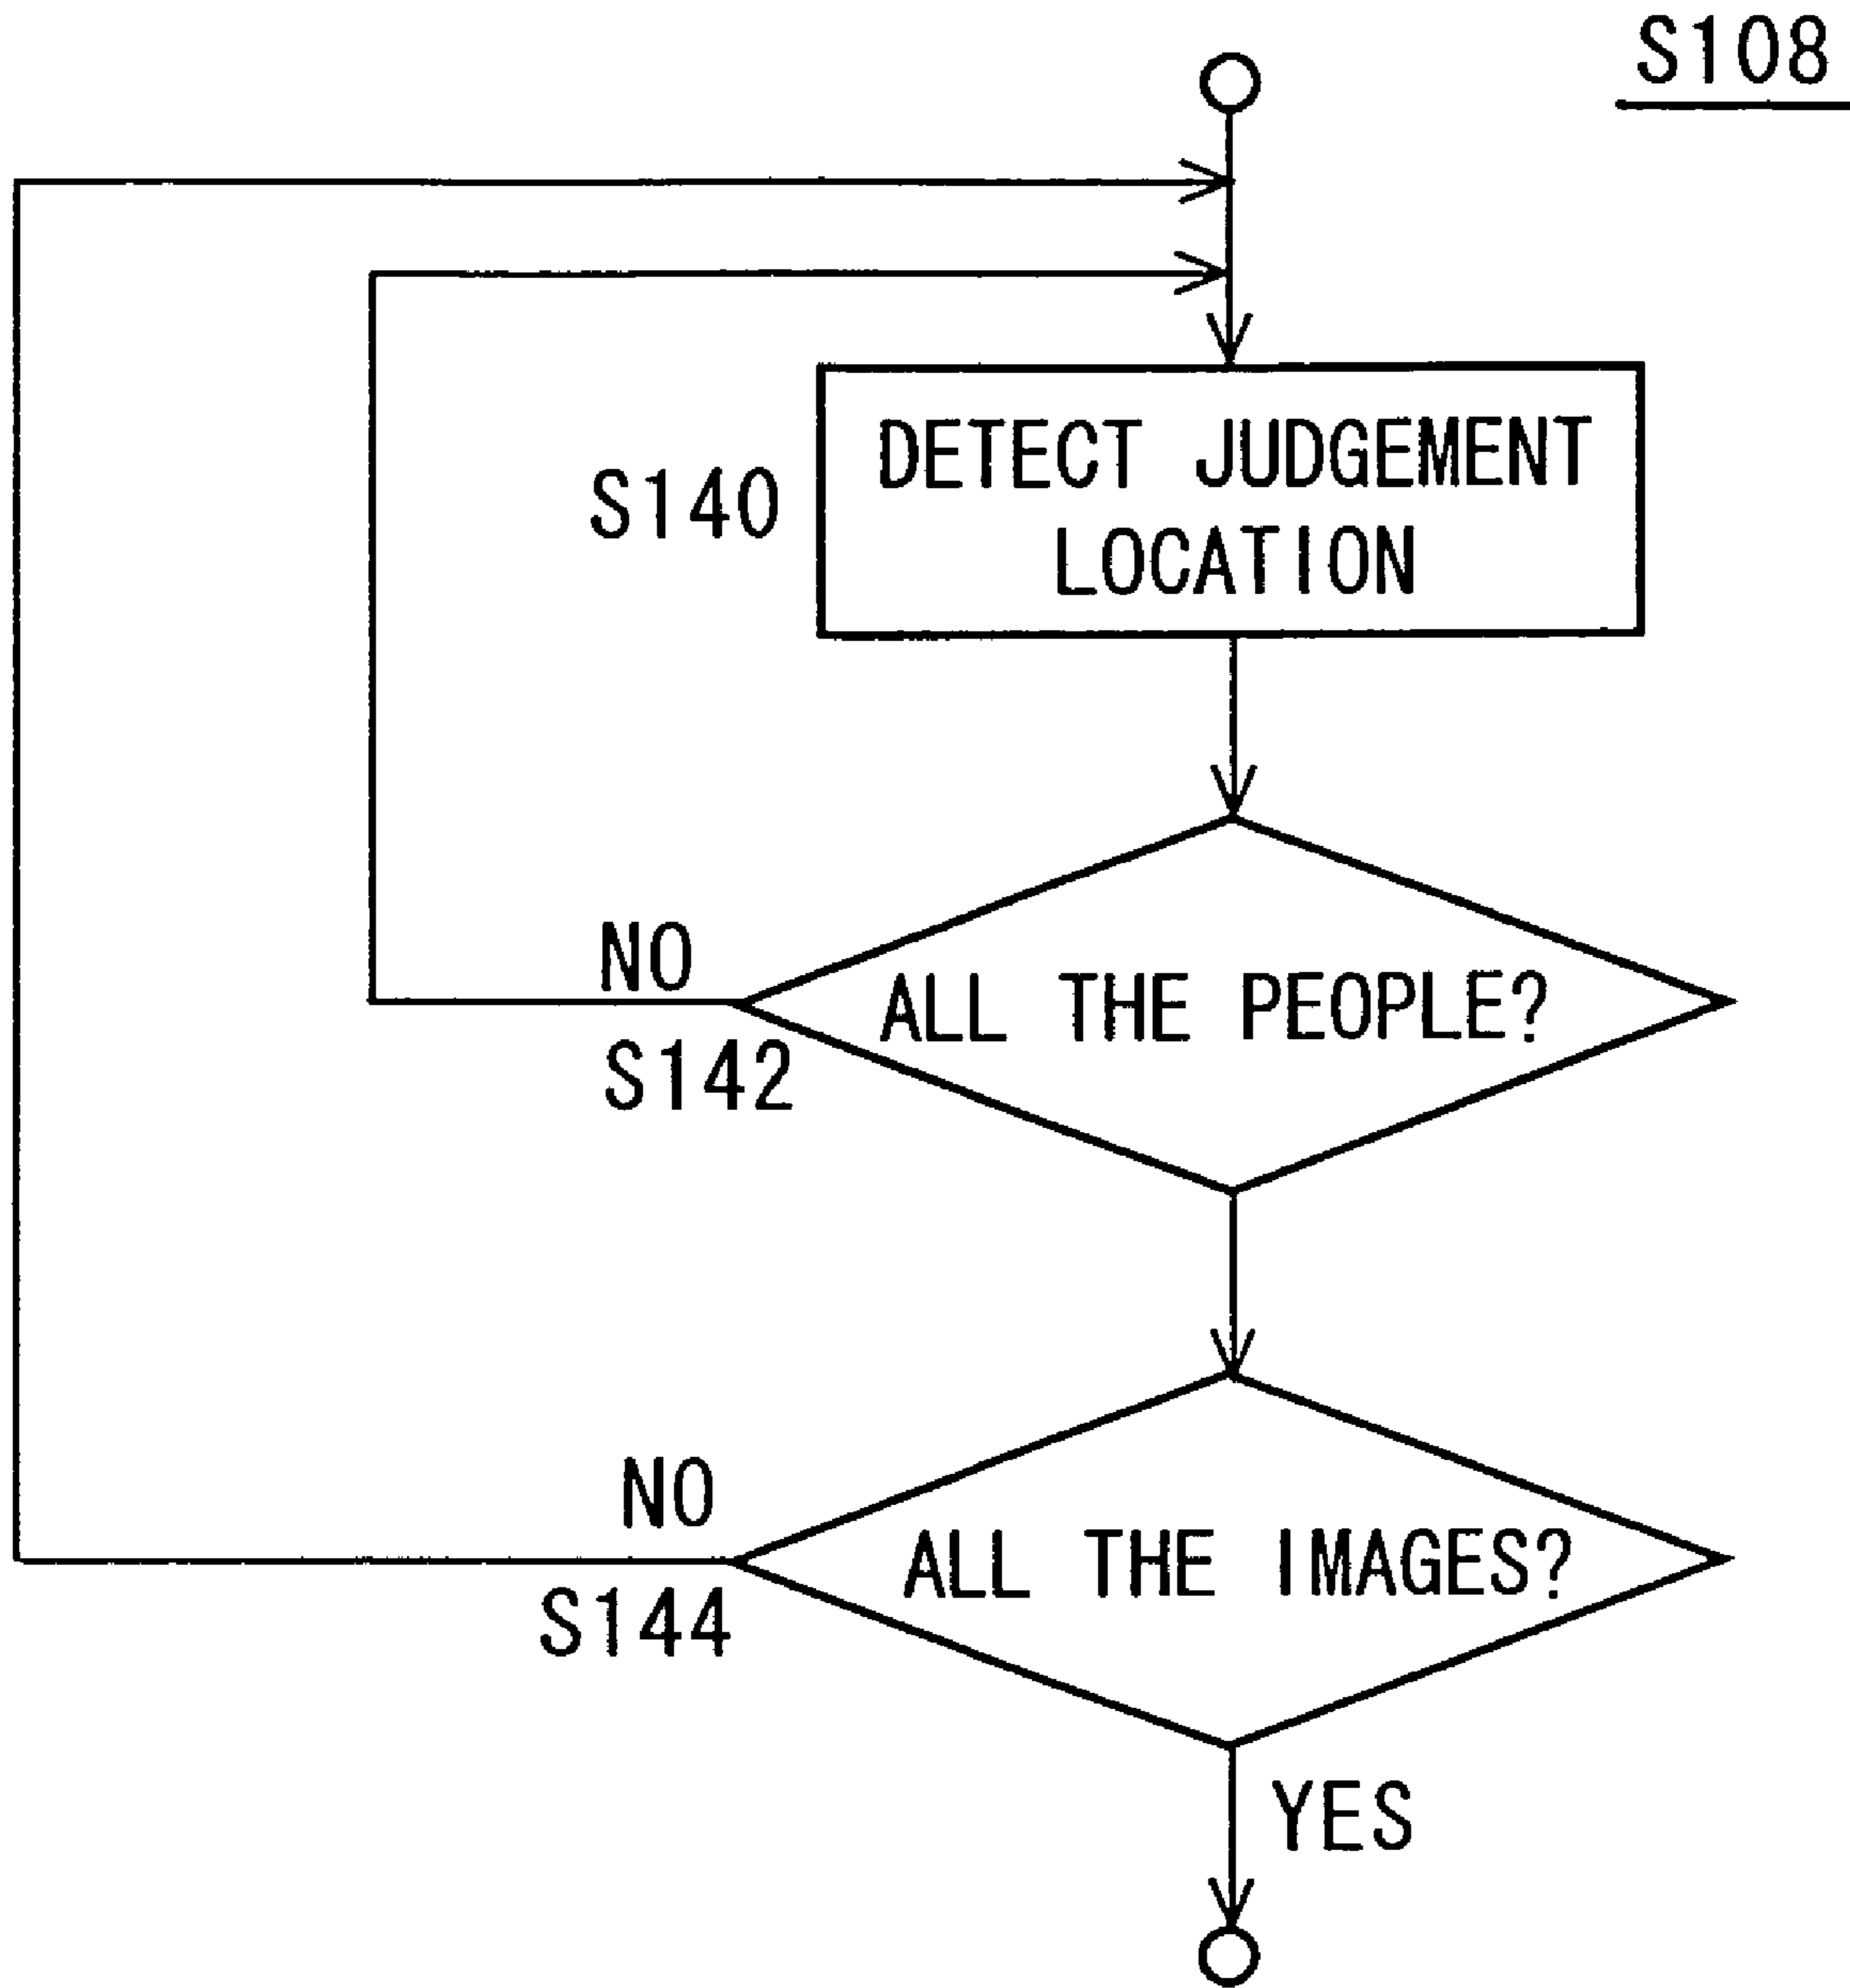 S108
DETECT JUDGEMENT
S140
LOCATION
NO
ALL THE PEOPLE?
S142
NO
ALL THE IMAGES?
S144
YES